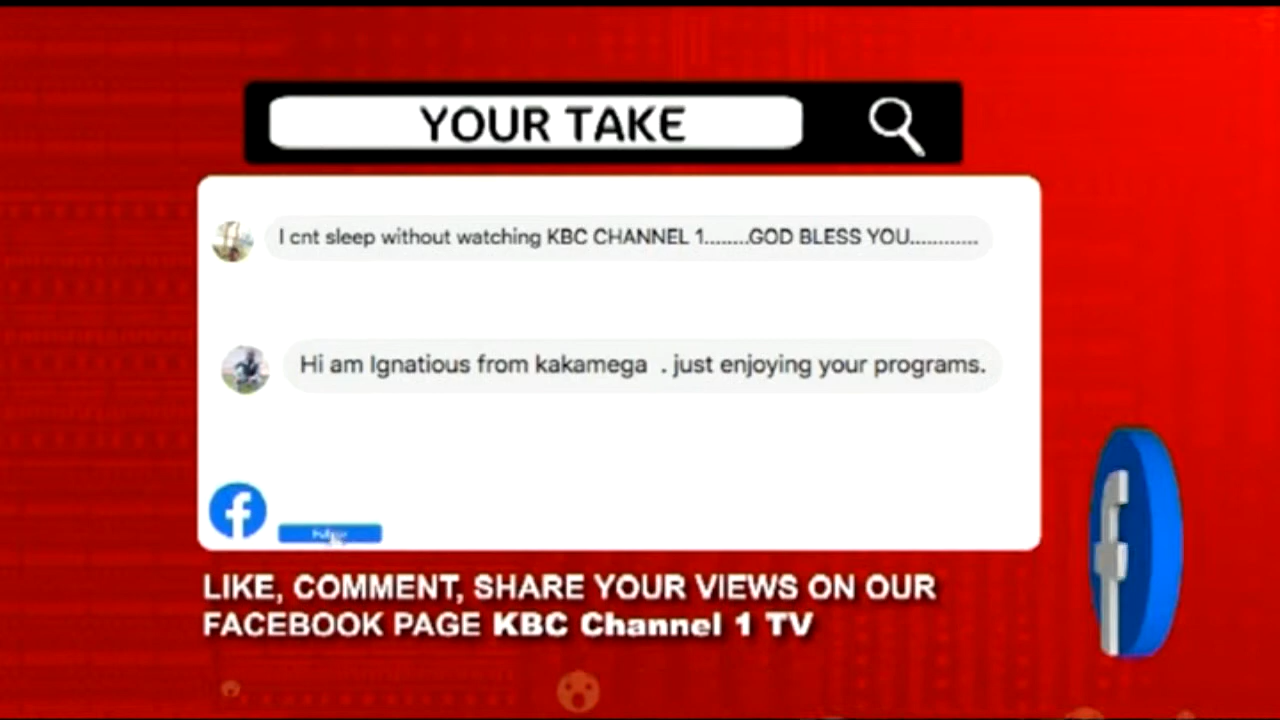 YOUR TAKE
I cnt sleep without watching KBC CHANNEL 1........GOD BLESS YOU............
Hi am Ignatious from kakamega  . just enjoying your programs.
LIKE, COMMENT, SHARE YOUR VIEWS ON OUR
FACEBOOK PAGE KBC Channel 1 TV